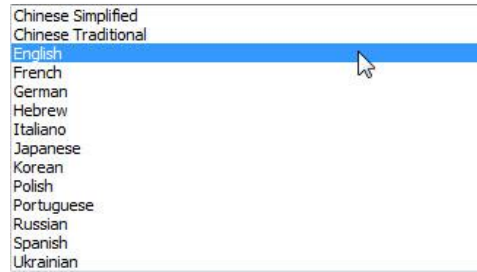 Chinese Simplified
Chinese Traditional
English
French
German
Hebrew
Italiano
Japanese
Korean
Polish
Portuguese
Russian
Spanish
Ukrainian